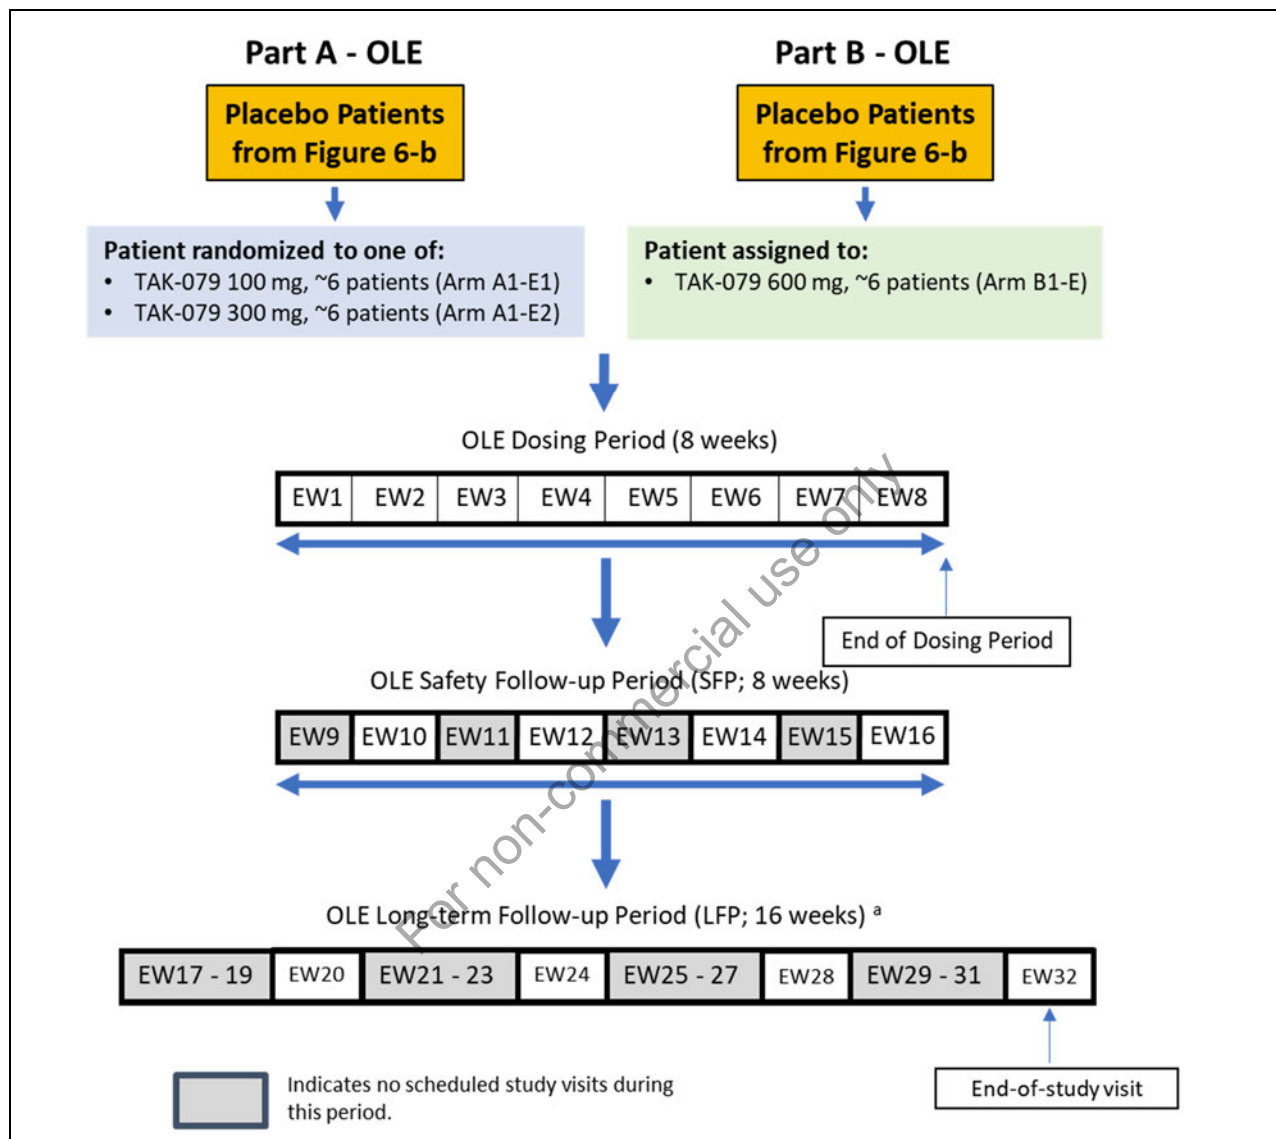 Part A - OLE
Placebo Patients
from Figure 6-b
Patient randomized to one of:
• TAK-079 100 mg, ~6 patients (Arm A1-E1)
• TAK-079 300 mg, ~6 patients (Arm A1-E2)
Part B - OLE
Placebo Patients
from Figure 6-b
Patient assigned to:
• TAK-079 600 mg, ~6 patients (Arm B1-E)
OLE Dosing Period (8 weeks)
EW1 EW2 EW3 EW4 EW5 EW6 EW7 EW8
End of Dosing Period
OLE Safety Follow-up Period (SFP; 8 weeks)
EW9 EW10 EW11 EW12 EW13 EW14 EW15 EW16
OLE Long-term Follow-up Period (LFP; 16 weeks) a
EW17 - 19 EW20 EW21 - 23 EW24 EW25 - 27 EW28 EW29 - 31 EW32
End-of-study visit
Indicates no scheduled study visits during
this period.
For non-commercial use only